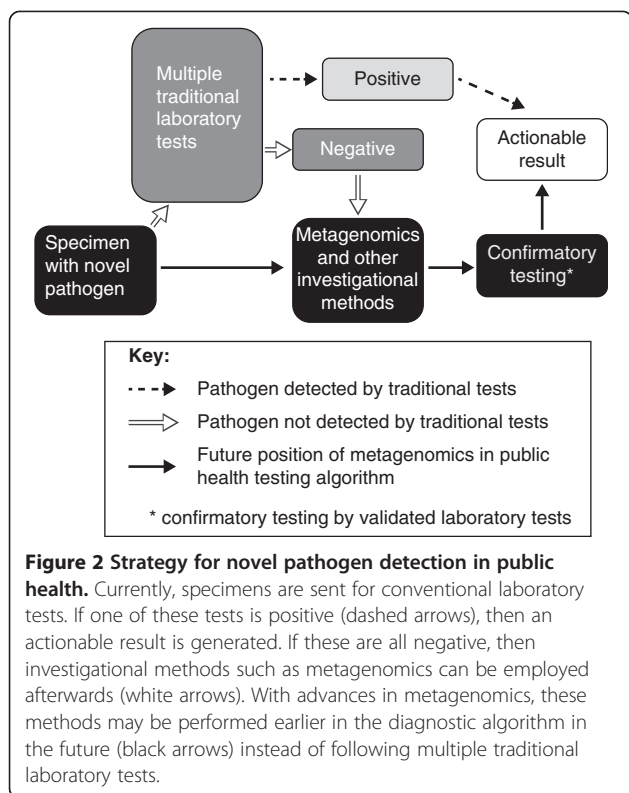 Multiple
traditional
laboratory
tests
Positive
Negative
Actionable
result
Specimen
with novel
pathogen
Metagenomics
and other
investigational
methods
Confirmatory
testing*
Key:
Pathogen detected by traditional tests
Pathogen not detected by traditional tests
Future position of metagenomics in public
health testing algorithm
* confirmatory testing by validated laboratory tests
Figure 2 Strategy for novel pathogen detection in public
health. Currently, specimens are sent for conventional laboratory
tests. If one of these tests is positive (dashed arrows), then an
actionable result is generated. If these are all negative, then
investigational methods such as metagenomics can be employed
afterwards (white arrows). With advances in metagenomics, these
methods may be performed earlier in the diagnostic algorithm in
the future (black arrows) instead of following multiple traditional
laboratory tests.